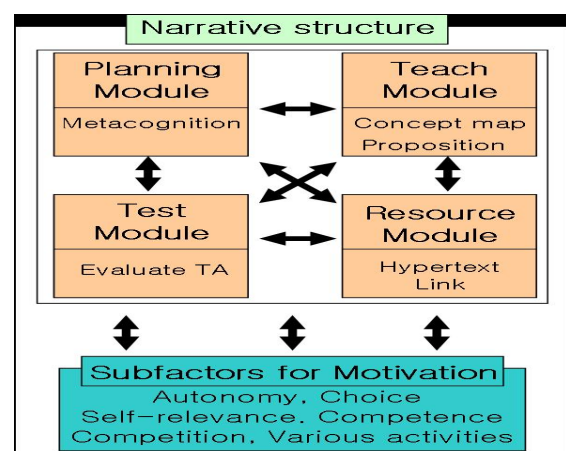 Narrative structure
Planning
Module
Metacognition
Teach
Module
Concept map
Proposition
Test
Module
Evaluate TA
Resource
Module
Hypertext
Link
Subfactors for Motivation
Autonomy, Choice
Self-relevance. Competence
Competition, Various activities